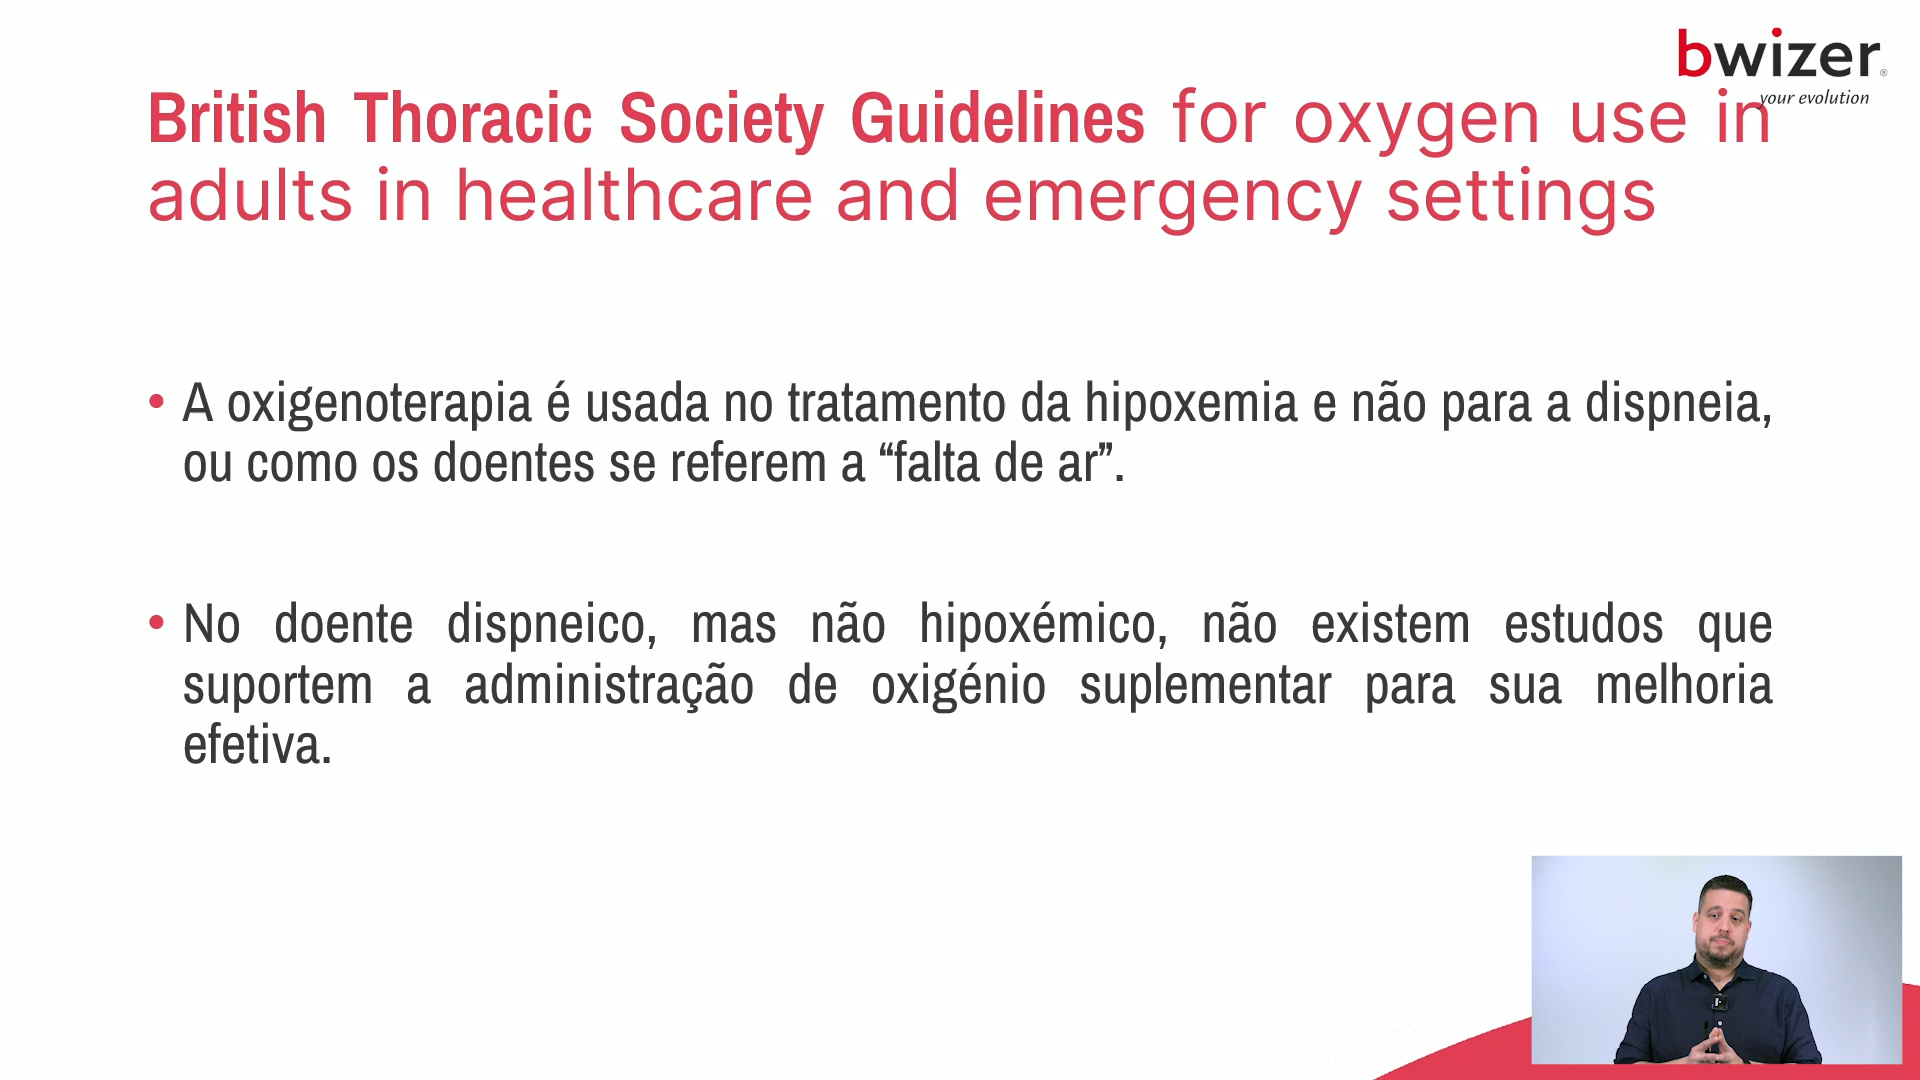 bwizer®
your evolution
British Thoracic Society Guidelines for oxygen use in
adults in healthcare and emergency settings
• A oxigenoterapia é usada no tratamento da hipoxemia e não para a dispneia,
ou como os doentes se referem a “falta de ar”.
• No doente dispneico, mas não hipoxémico, não existem estudos que
suportem a administração de oxigénio suplementar para sua melhoria
efetiva.